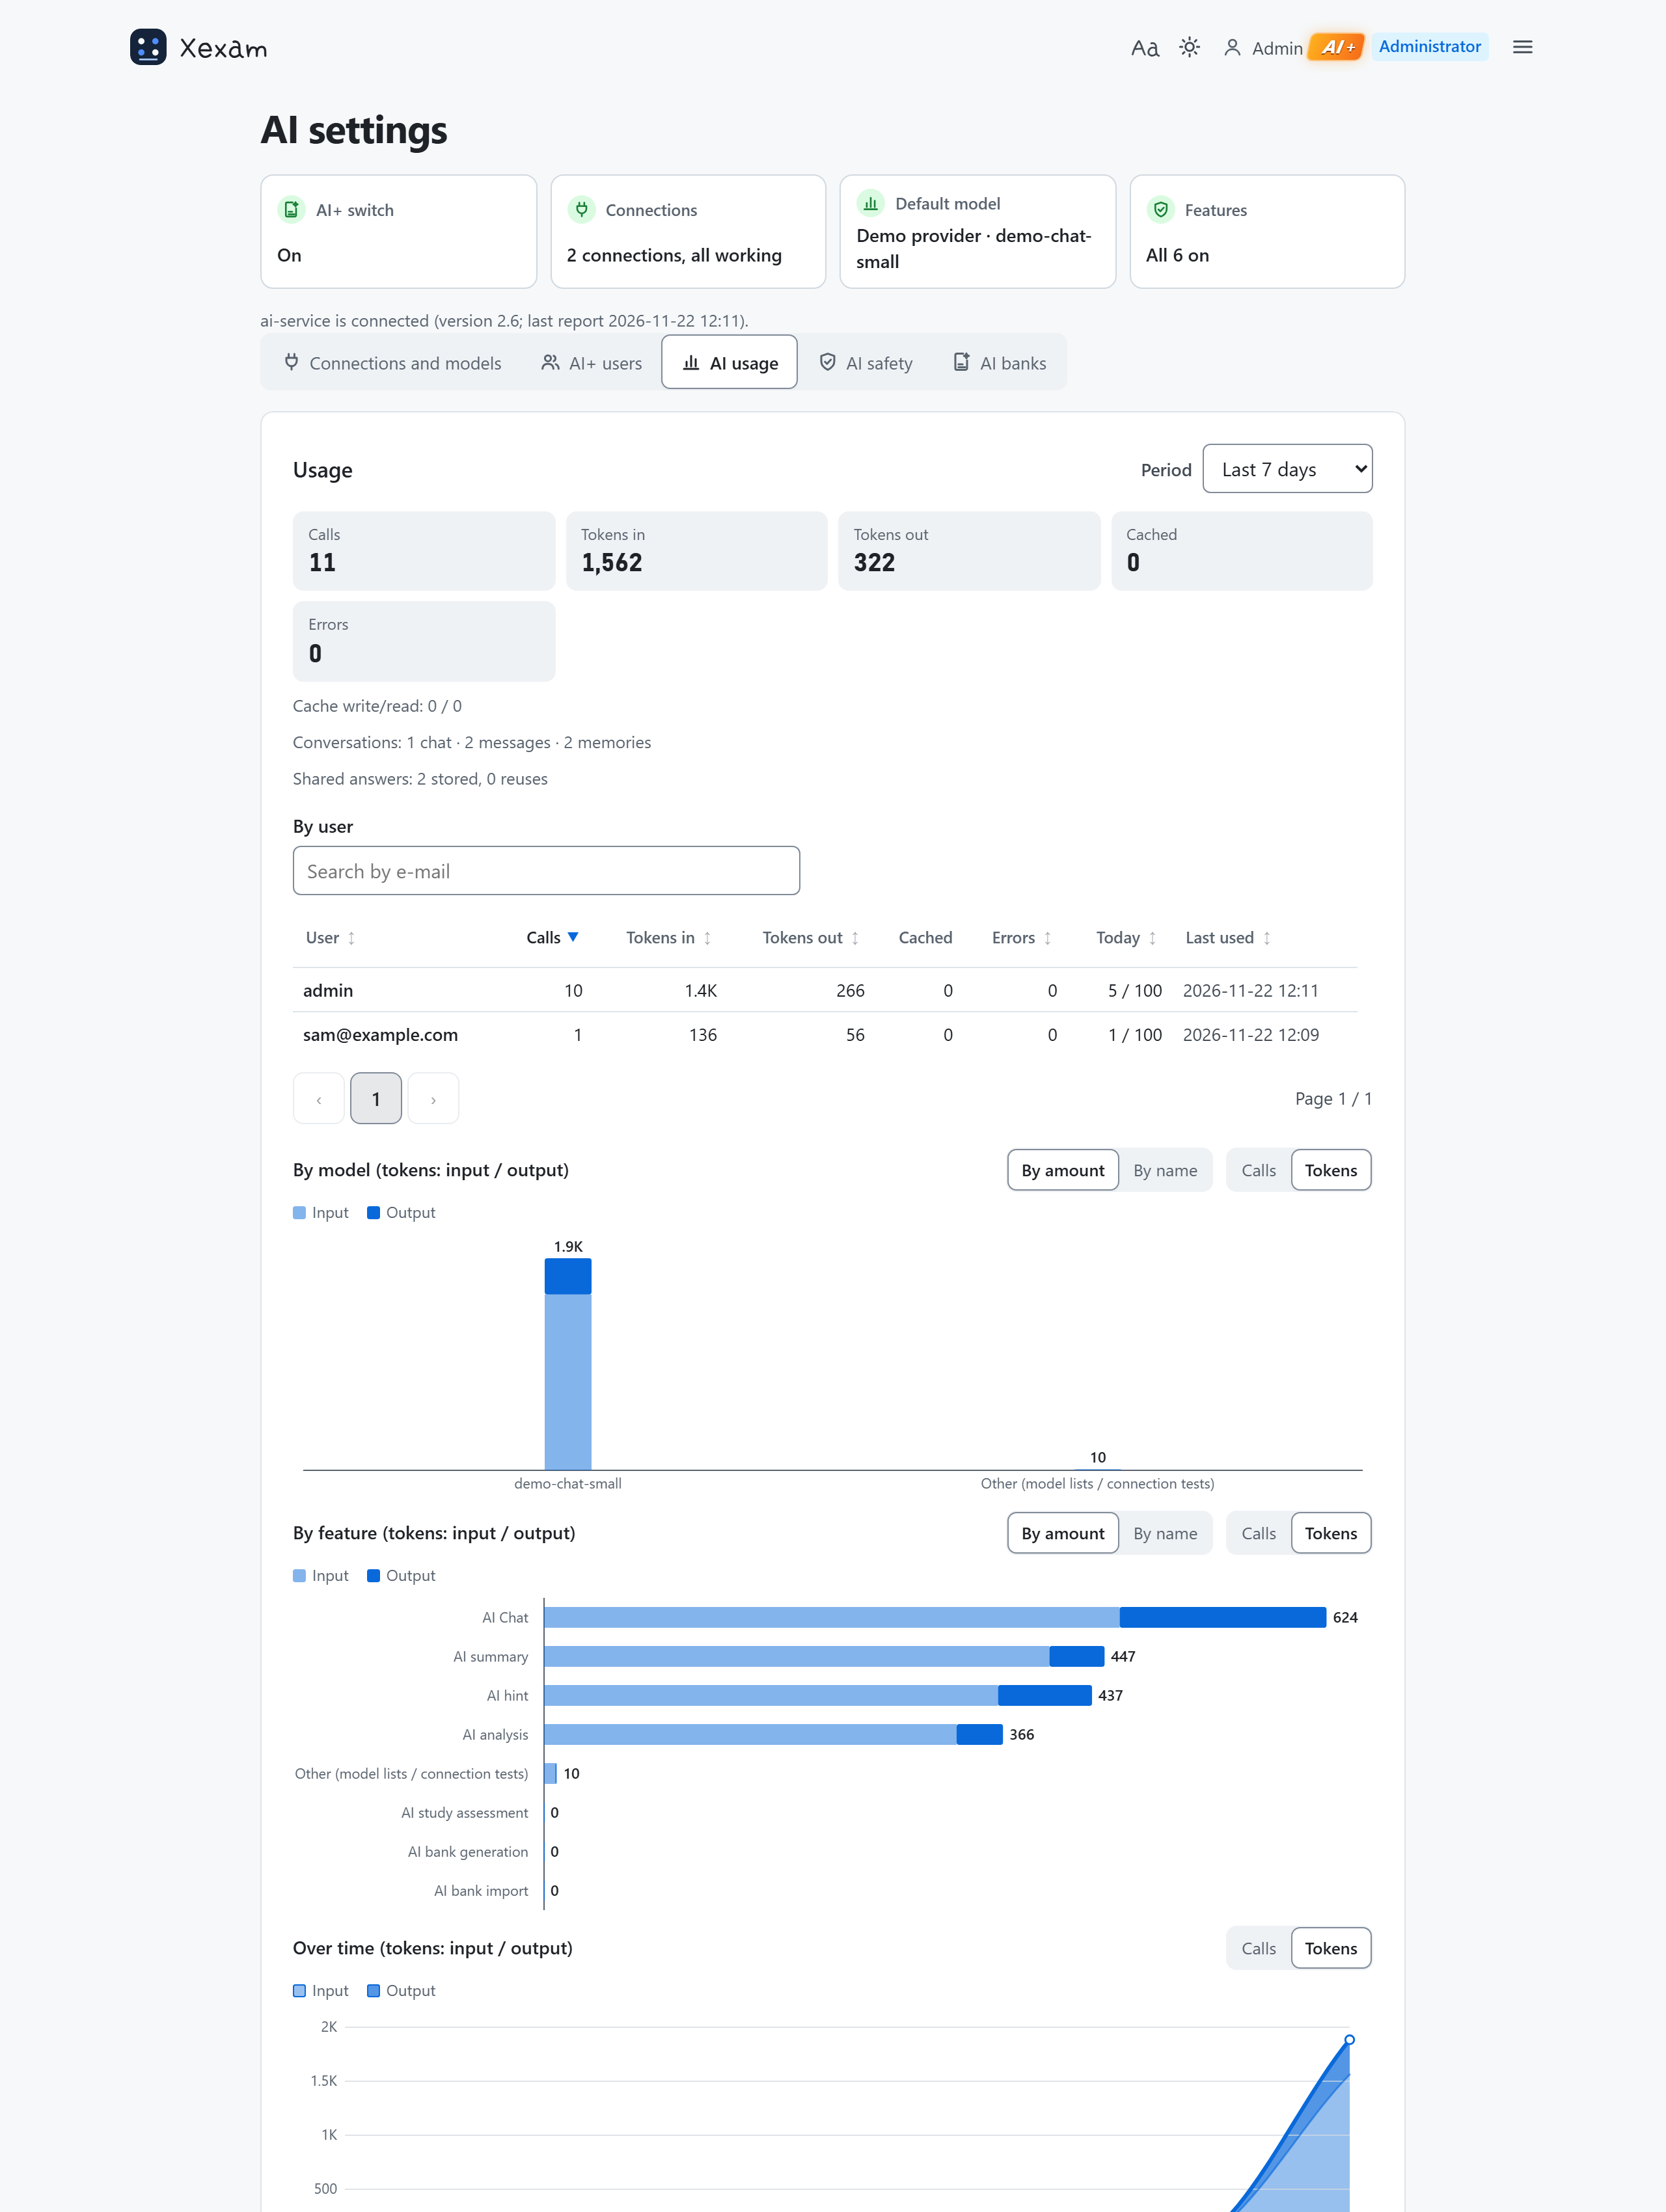 Xexam
Aa Admin AI+ Administrator
AI settings
AI+ switch
On
Connections
2 connections, all working
Default model
Demo provider · demo-chat-
small
Features
All 6 on
ai-service is connected (version 2.6; last report 2026-11-22 12:11).
Connections and models AI+ users AI usage AI safety AI banks
Usage
Period Last 7 days
Calls
11
Tokens in
1,562
Tokens out
322
Cached
0
Errors
0
Cache write/read: 0 / 0
Conversations: 1 chat · 2 messages · 2 memories
Shared answers: 2 stored, 0 reuses
By user
Search by e-mail
User Calls Tokens in Tokens out Cached Errors Today Last used
admin 10 1.4K 266 0 0 5 / 100 2026-11-22 12:11
sam@example.com 1 136 56 0 0 1 / 100 2026-11-22 12:09
‹ 1 › Page 1 / 1
By model (tokens: input / output) By amount By name Calls Tokens
Input Output
1.9K
10
demo-chat-small Other (model lists / connection tests)
By feature (tokens: input / output) By amount By name Calls Tokens
Input Output
AI Chat 624
AI summary 447
AI hint 437
AI analysis 366
Other (model lists / connection tests) 10
AI study assessment 0
AI bank generation 0
AI bank import 0
Over time (tokens: input / output) Calls Tokens
Input Output
2K
1.5K
1K
500